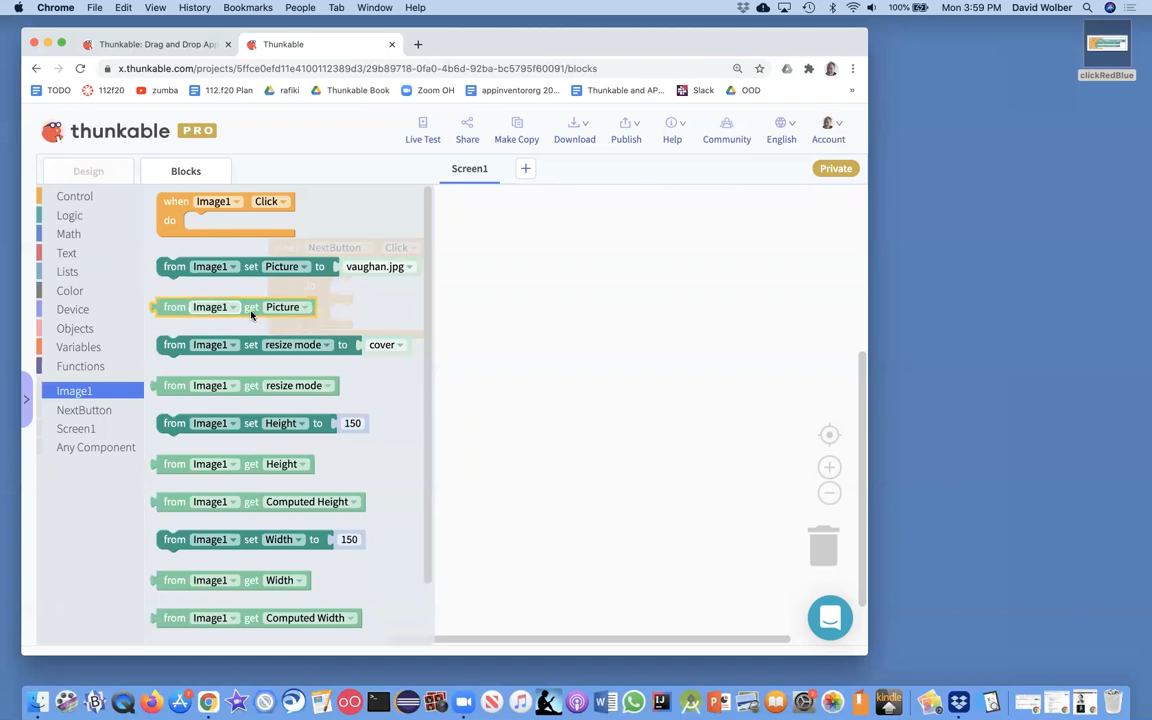 Chrome File Edit View History Bookmarks People Tab Window Help 100% Mon 3:59 PM David Wolber
Thunkable: Drag and Drop App
Thunkable
x.thunkable.com/projects/5ffce0efd11e4100112389d3/29b89718-0fa0-4b6d-92ba-bc5795f60091/blocks
TODO 112f20 zumba 112.f20 Plan rafiki Thunkable Book Zoom OH appinventorg 20... Thunkable and AP... Slack OOD »
clickRedBlue
thunkable PRO
Live Test Share Make Copy Download Publish Help Community English Account
Design Blocks Screen1 + Private
Control
Logic
Math
Text
Lists
Color
Device
Objects
Variables
Functions
Image1
NextButton
Screen1
Any Component
when Image1 Click
do
NextButton Click
do
from Image1 set Picture to vaughan.jpg
from Image1 get Picture
from Image1 set resize mode to cover
from Image1 get resize mode
from Image1 set Height to 150
from Image1 get Height
from Image1 get Computed Height
from Image1 set Width to 150
from Image1 get Width
from Image1 get Computed Width